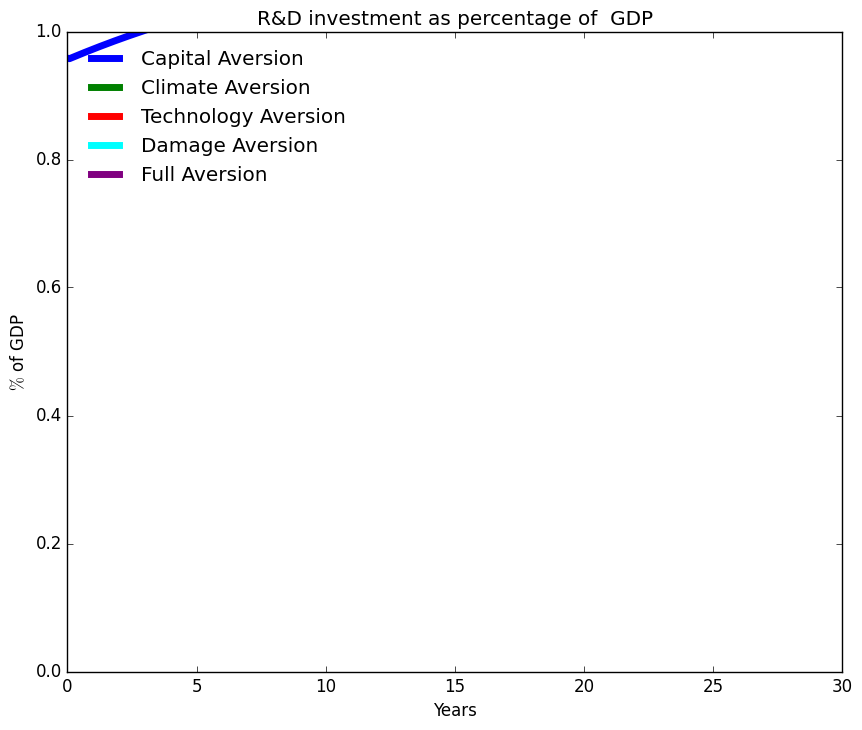 R&D investment as percentage of  GDP
1.0
0.8
0.6
0.4
0.2
0.0
% of GDP
Capital Aversion
Climate Aversion
Technology Aversion
Damage Aversion
Full Aversion
0 5 10 15 20 25 30
Years